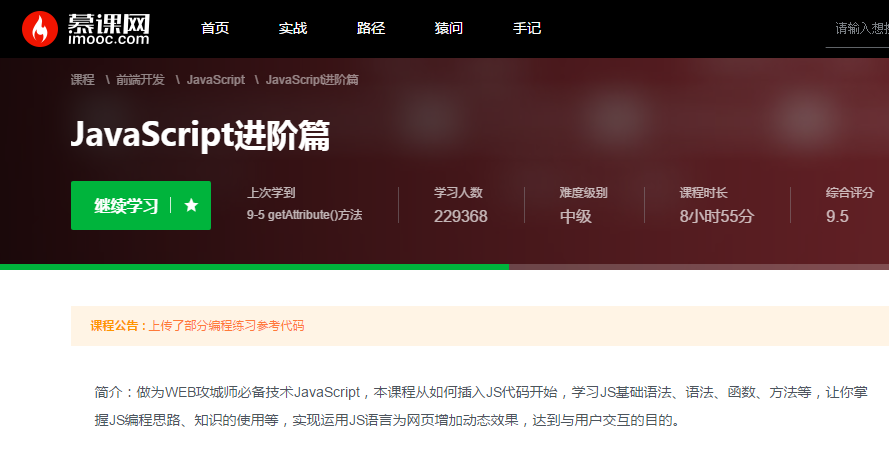 慕课网
imooc.com
首页 实战 路径 猿问 手记
请输入想搜
课程 \ 前端开发 \ JavaScript \ JavaScript进阶篇
JavaScript进阶篇
继续学习
上次学到
9-5 getAttribute()方法
学习人数
229368
难度级别
中级
课程时长
8小时55分
综合评分
9.5
课程公告 : 上传了部分编程练习参考代码
简介：做为WEB攻城师必备技术JavaScript，本课程从如何插入JS代码开始，学习JS基础语法、语法、函数、方法等，让你掌
握JS编程思路、知识的使用等，实现运用JS语言为网页增加动态效果，达到与用户交互的目的。